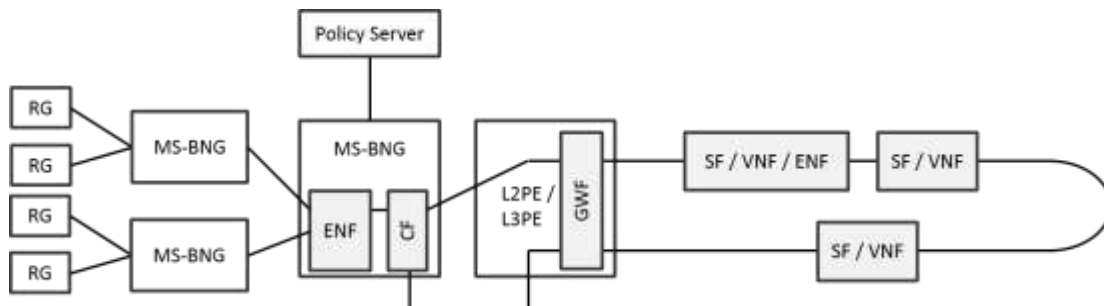 Policy Server
RG
RG
RG
RG
MS-BNG
MS-BNG
MS-BNG
ENF
CF
L2PE /
L3PE
GWF
SF / VNF / ENF
SF / VNF
SF / VNF